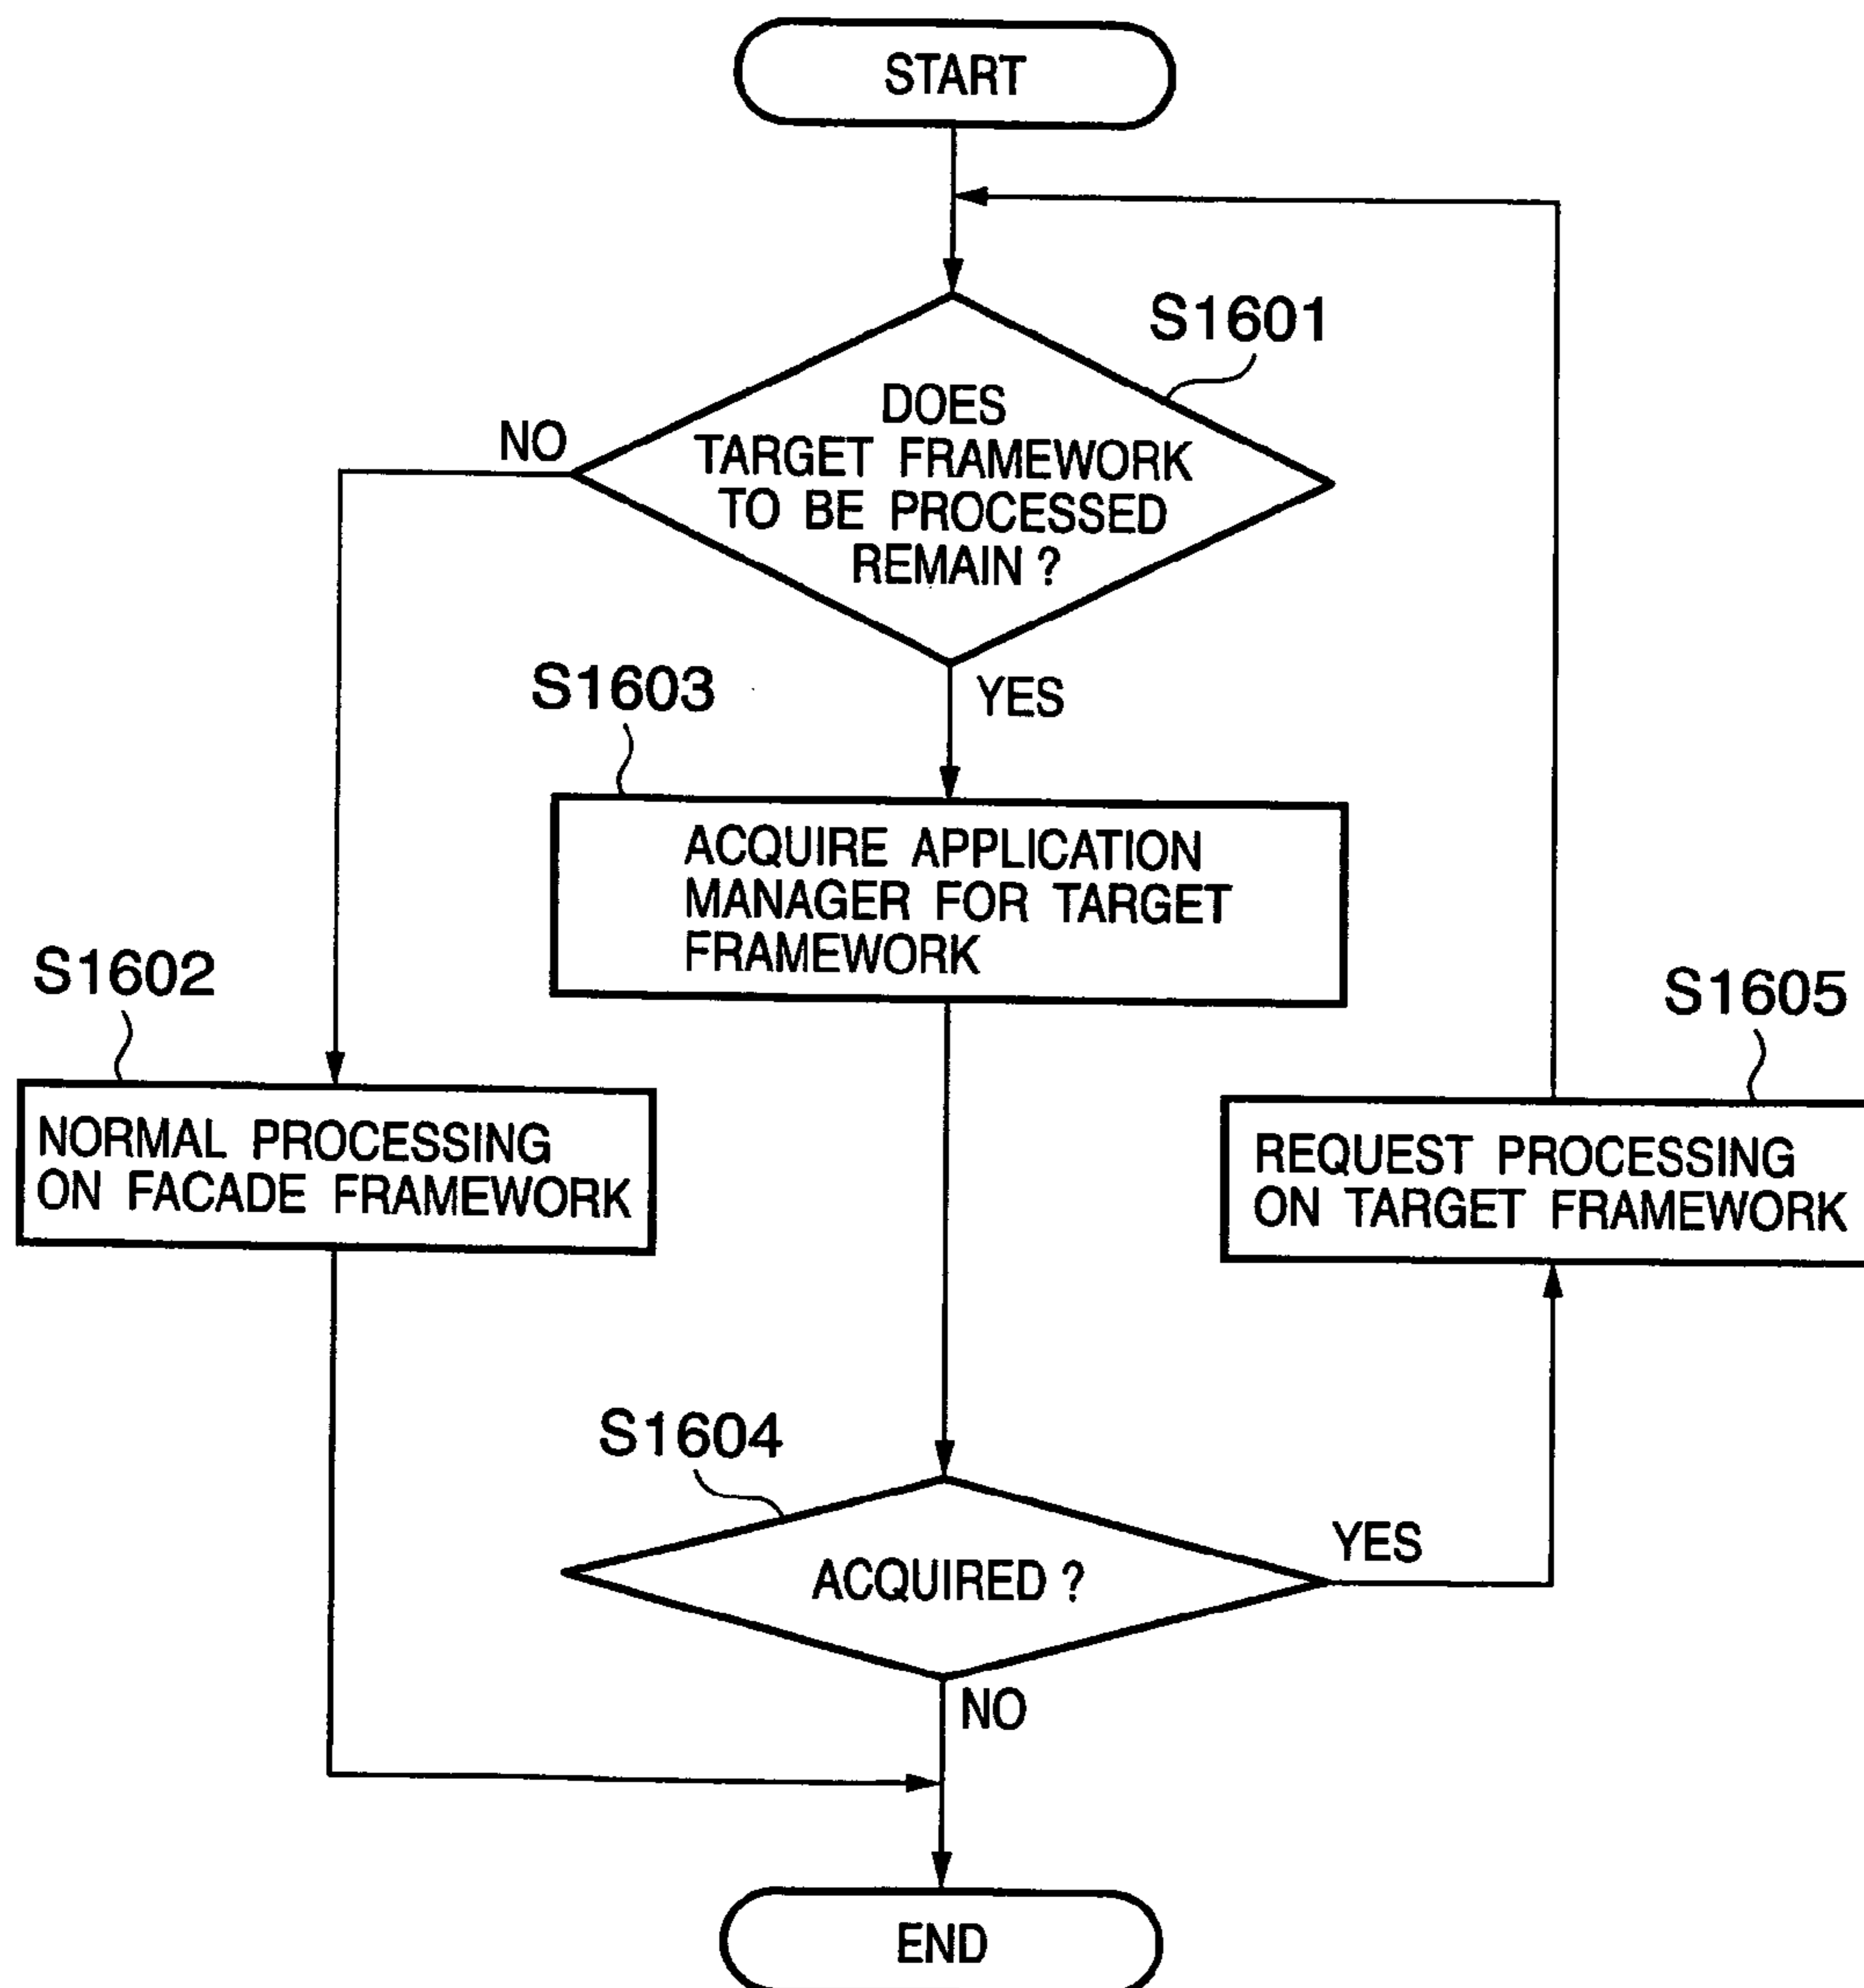 START
S1601
DOES
TARGET FRAMEWORK
TO BE PROCESSED
REMAIN ?
NO
YES
S1603
ACQUIRE APPLICATION
MANAGER FOR TARGET
FRAMEWORK
S1602
NORMAL PROCESSING
ON FACADE FRAMEWORK
S1605
REQUEST PROCESSING
ON TARGET FRAMEWORK
S1604
ACQUIRED ?
YES
NO
END